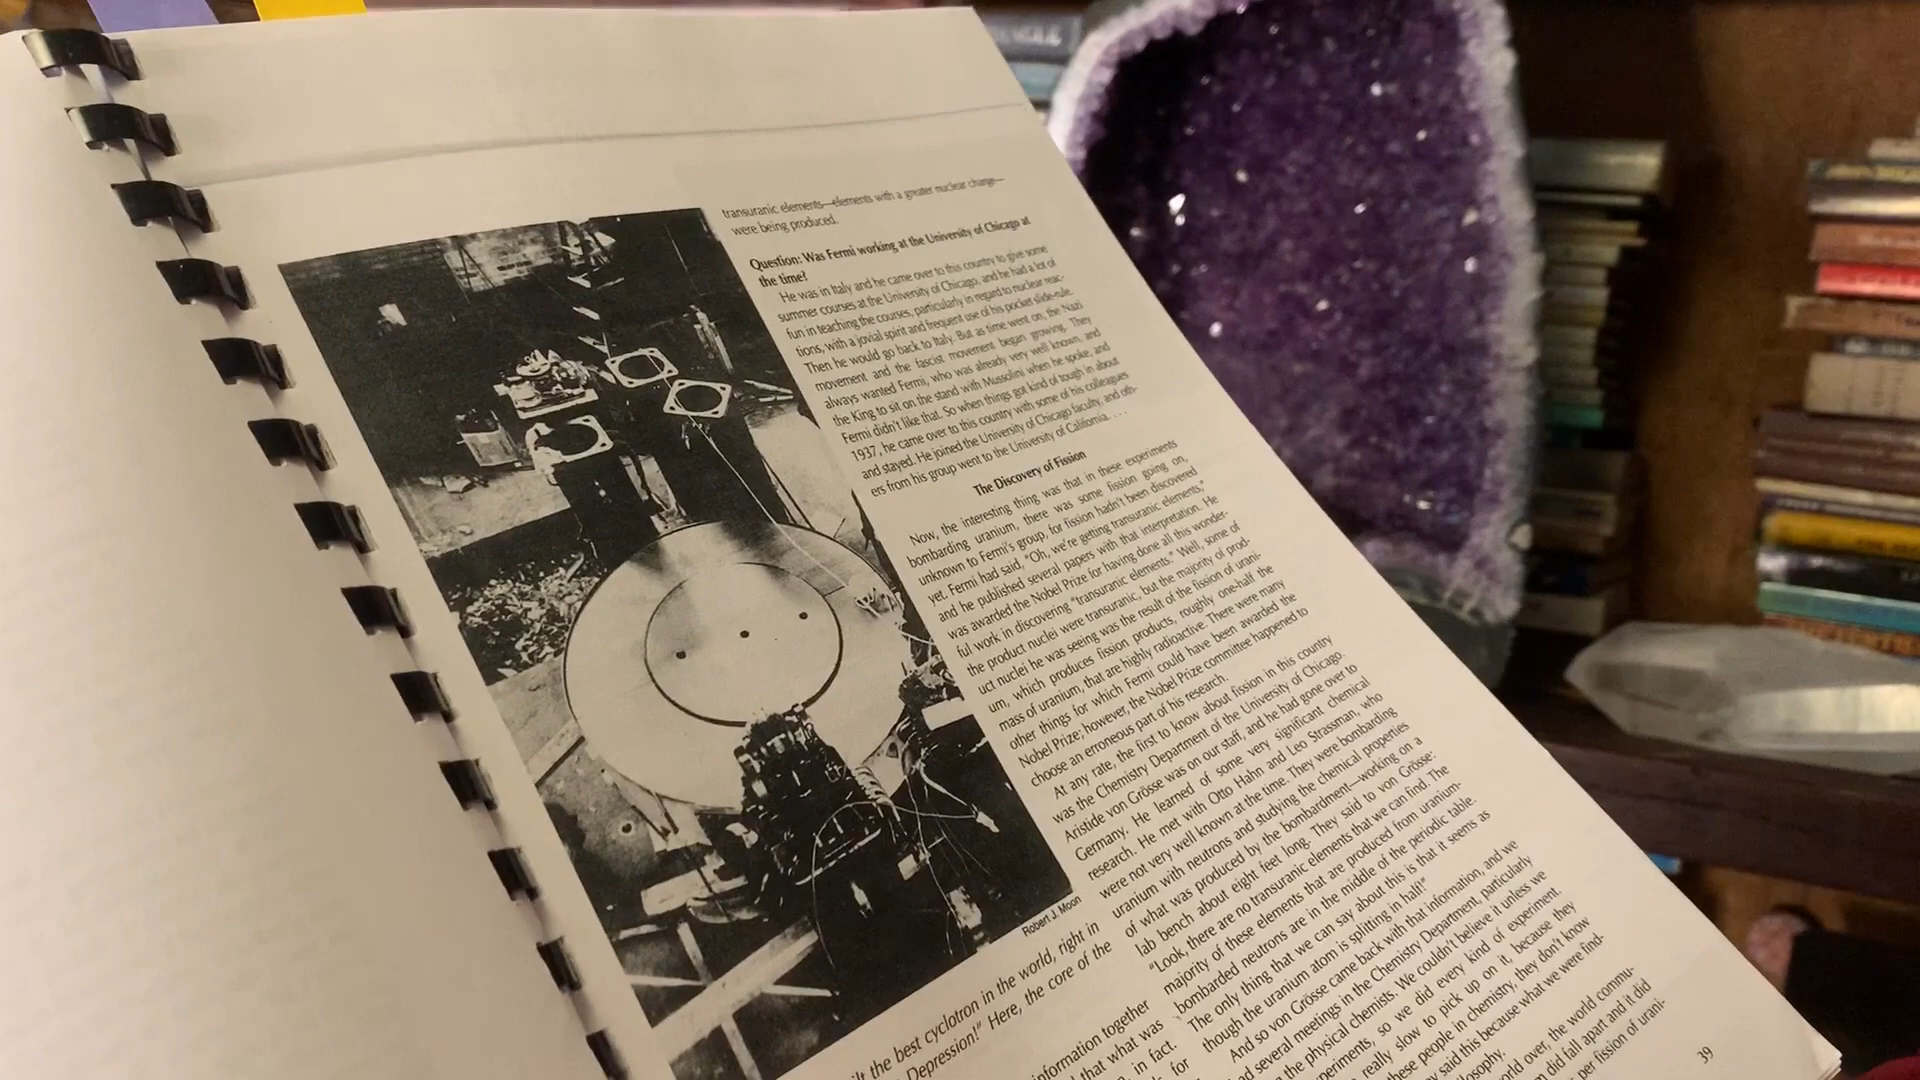 transuranic elements—elements with a greater nuclear charge—
were being produced.
Question: Was Fermi working at the University of Chicago at
the time?
He was in Italy and he came over to this country to give some
summer courses at the University of Chicago, and he had a lot of
fun in teaching the courses, particularly in regard to nuclear reac-
tions, with a jovial spirit and frequent use of his pocket slide-rule.
Then he would go back to Italy. But as time went on, the Nazi
movement and the fascist movement began growing. They
always wanted Fermi, who was already very well known, and
the King to sit on the stand with Mussolini when he spoke, and
Fermi didn't like that. So when things got kind of tough in about
1937, he came over to this country with some of his colleagues
and stayed. He joined the University of Chicago faculty, and oth-
ers from his group went to the University of California. . . .
The Discovery of Fission
Now, the interesting thing was that in these experiments
bombarding uranium, there was some fission going on,
unknown to Fermi's group, for fission hadn't been discovered
yet. Fermi had said, "Oh, we're getting transuranic elements,"
and he published several papers with that interpretation. He
was awarded the Nobel Prize for having done all this wonder-
ful work in discovering "transuranic elements." Well, some of
the product nuclei were transuranic, but the majority of prod-
uct nuclei he was seeing was the result of the fission of urani-
um, which produces fission products, roughly one-half the
mass of uranium, that are highly radioactive. There were many
other things for which Fermi could have been awarded the
Nobel Prize; however, the Nobel Prize committee happened to
choose an erroneous part of his research.
At any rate, the first to know about fission in this country
was the Chemistry Department of the University of Chicago.
Aristide von Grösse was on our staff, and he had gone over to
Germany. He learned of some very significant chemical
research. He met with Otto Hahn and Leo Strassman, who
were not very well known at the time. They were bombarding
uranium with neutrons and studying the chemical properties
of what was produced by the bombardment—working on a
lab bench about eight feet long. They said to von Grösse:
"Look, there are no transuranic elements that we can find. The
majority of these elements that are produced from uranium-
bombarded neutrons are in the middle of the periodic table.
The only thing that we can say about this is that it seems as
though the uranium atom is splitting in half!"
And so von Grösse came back with that information, and we
had several meetings in the Chemistry Department, particularly
the physical chemists. We couldn't believe it unless we
experiments, so we did every kind of experiment.
really slow to pick up on it, because they
these people in chemistry, they don't know
said this because what we were find-
losophy.
world over, the world commu-
did fall apart and it did
per fission of urani-
Robert J. Moon
ilt the best cyclotron in the world, right in
Depression!" Here, the core of the
information together
that what was
in fact.
for
39